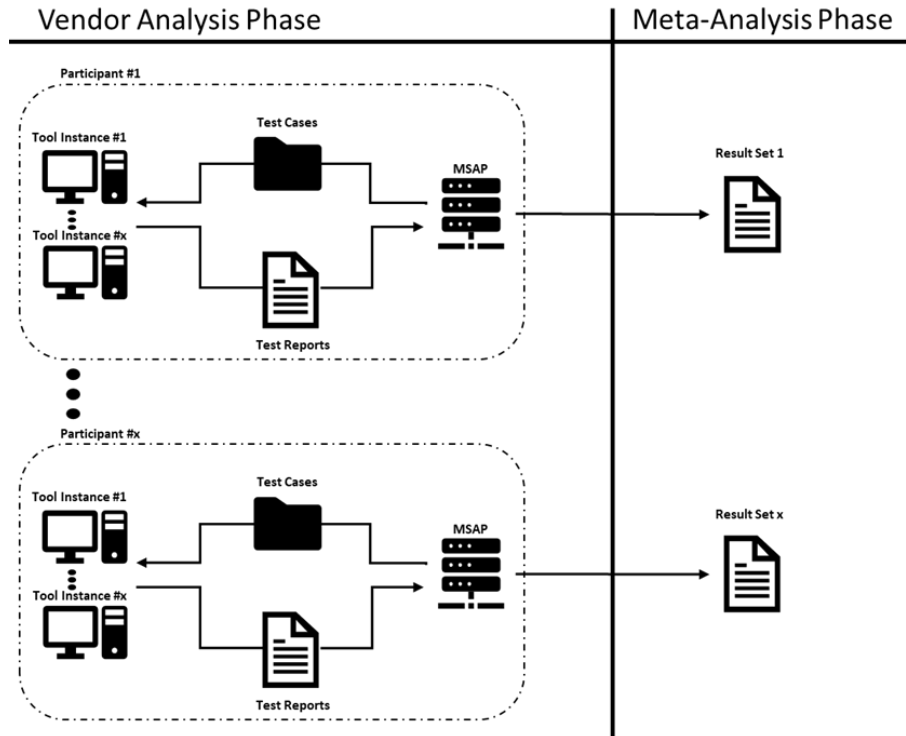 Vendor Analysis Phase
Meta-Analysis Phase
Participant #1
Test Cases
Tool Instance #1
MSAP
Result Set 1
Tool Instance #x
Test Reports
Participant #x
Test Cases
Tool Instance #1
MSAP
Result Set x
Tool Instance #x
Test Reports